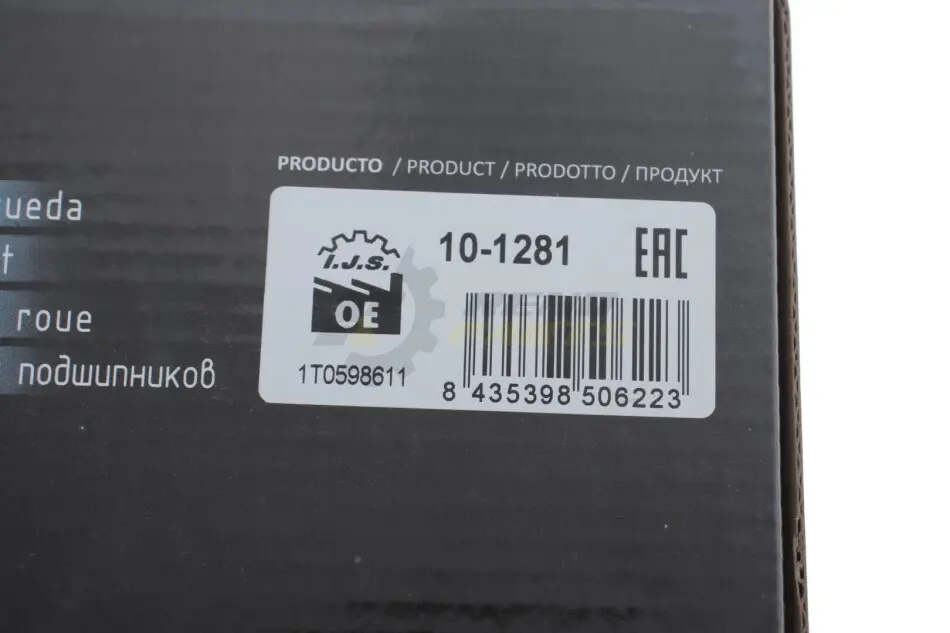 PRODUCTO / PRODUCT / PRODOTTO / ПРОДУКТ
ueda
t
roue
подшипников
I.J.S.
OE
1T0598611
10-1281
EAC
8 435398 506223